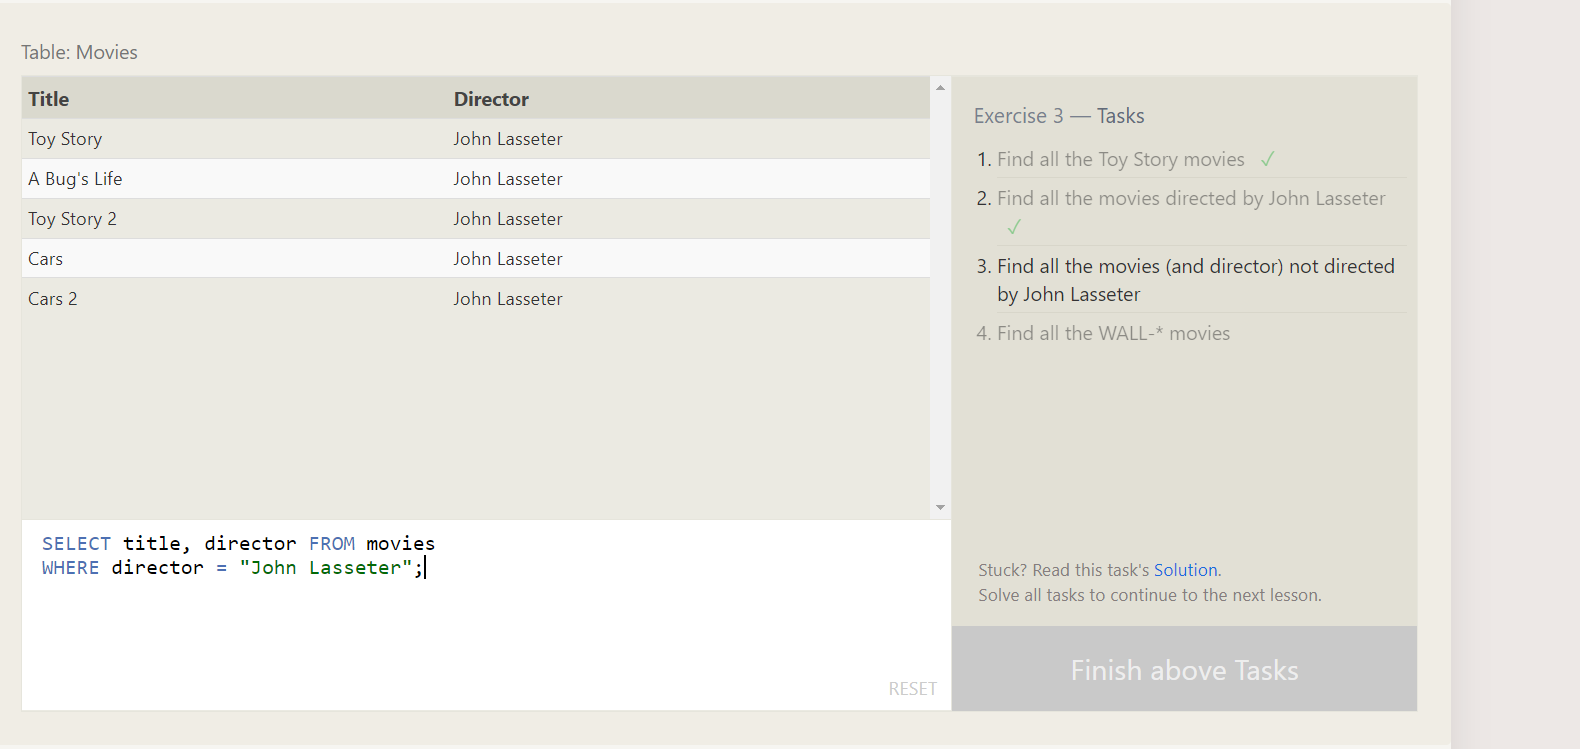 Table: Movies
Title Director
Toy Story John Lasseter
A Bug's Life John Lasseter
Toy Story 2 John Lasseter
Cars John Lasseter
Cars 2 John Lasseter
SELECT title, director FROM movies
WHERE director = "John Lasseter";
RESET
Exercise 3 — Tasks
1. Find all the Toy Story movies ✓
2. Find all the movies directed by John Lasseter
✓
3. Find all the movies (and director) not directed
by John Lasseter
4. Find all the WALL-* movies
Stuck? Read this task's Solution.
Solve all tasks to continue to the next lesson.
Finish above Tasks